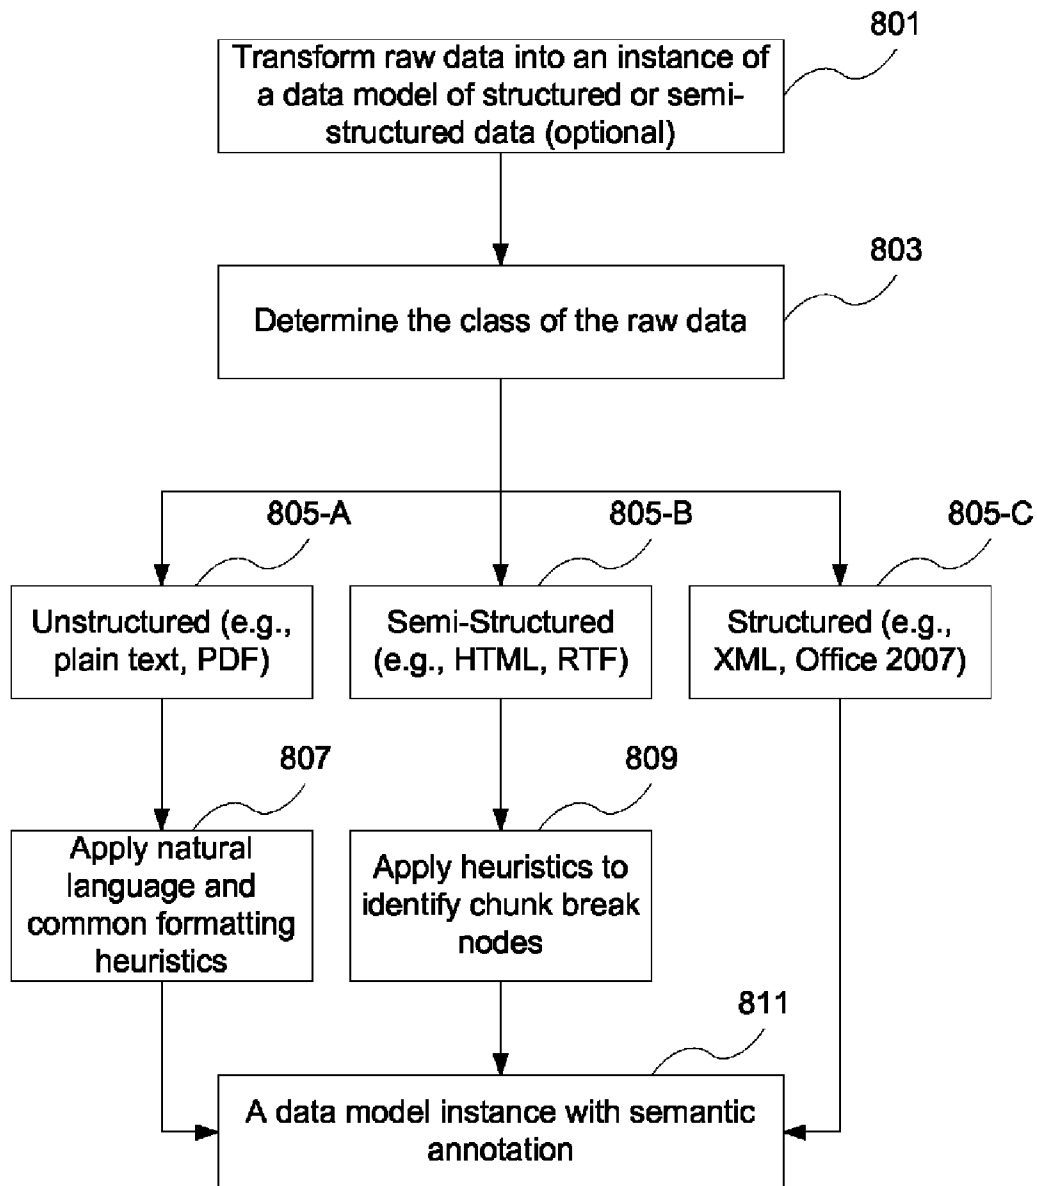 801
Transform raw data into an instance of
a data model of structured or semi-
structured data (optional)
803
Determine the class of the raw data
805-A
805-B
805-C
Unstructured (e.g.,
plain text, PDF)
Semi-Structured
(e.g., HTML, RTF)
Structured (e.g.,
XML, Office 2007)
807
809
Apply natural
language and
common formatting
heuristics
Apply heuristics to
identify chunk break
nodes
811
A data model instance with semantic
annotation